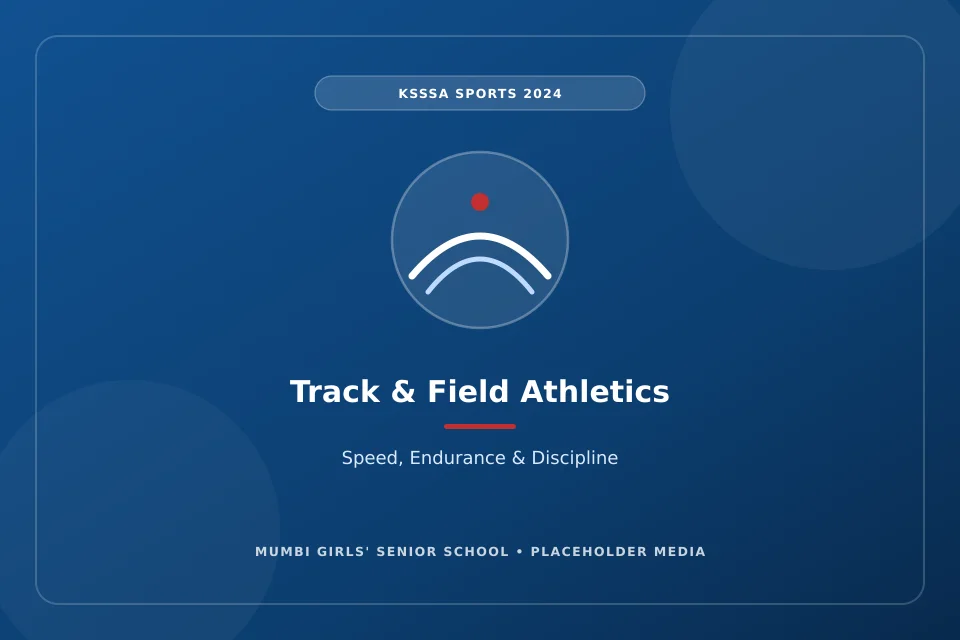 KSSSA SPORTS 2024
Track & Field Athletics
Speed, Endurance & Discipline
MUMBI GIRLS' SENIOR SCHOOL • PLACEHOLDER MEDIA